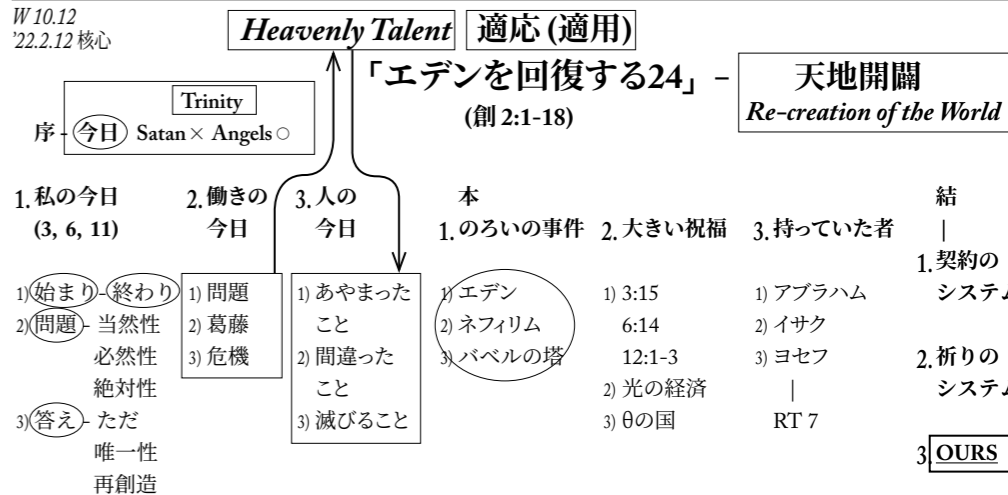 W 10.12
'22.2.12 核心
Heavenly Talent 適応 (適用)
「エデンを回復する24」 - 天地開闢
(創 2:1-18) Re-creation of the World
Trinity
序 - 今日 Satan × Angels ○
1. 私の今日
(3, 6, 11)
1) 始まり - 終わり
2) 問題 - 当然性
必然性
絶対性
3) 答え - ただ
唯一性
再創造
2. 働きの
今日
1) 問題
2) 葛藤
3) 危機
3. 人の
今日
1) あやまった
こと
2) 間違った
こと
3) 滅びること
本
1. のろいの事件
1) エデン
2) ネフィリム
3) バベルの塔
2. 大きい祝福
1) 3:15
6:14
12:1-3
2) 光の経済
3) θの国
3. 持っていた者
1) アブラハム
2) イサク
3) ヨセフ
|
RT 7
結
|
1. 契約の
システム
2. 祈りの
システム
3. OURS